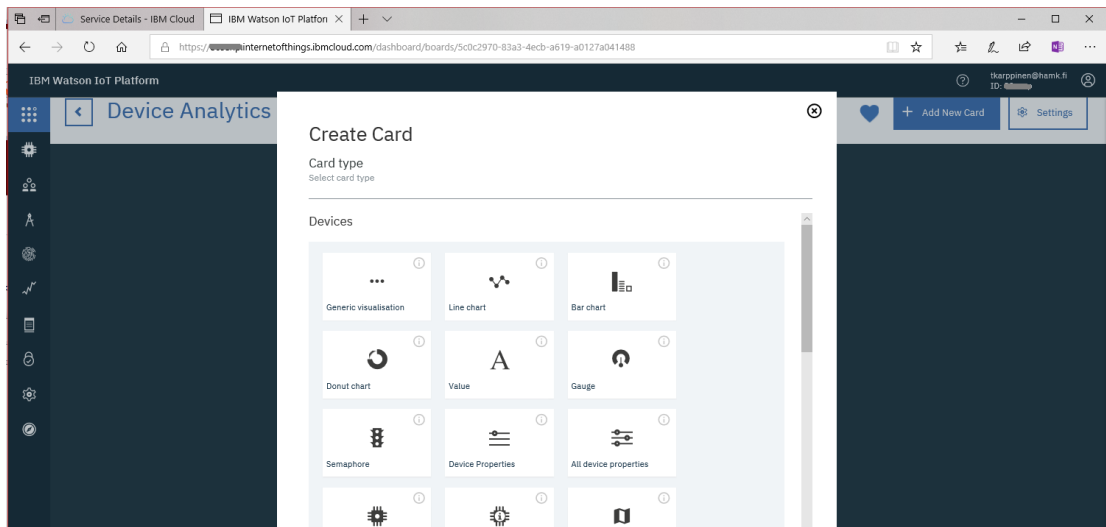 Service Details - IBM Cloud
IBM Watson IoT Platfon
https://
internetofthings.ibmcloud.com/dashboard/boards/5c0c2970-83a3-4ecb-a619-a0127a041488
IBM Watson IoT Platform
tkarppinen@hamk.fi
ID:
Device Analytics
Add New Card
Settings
Create Card
Card type
Select card type
Devices
Generic visualisation
Line chart
Bar chart
Donut chart
A
Value
Gauge
Semaphore
Device Properties
All device properties